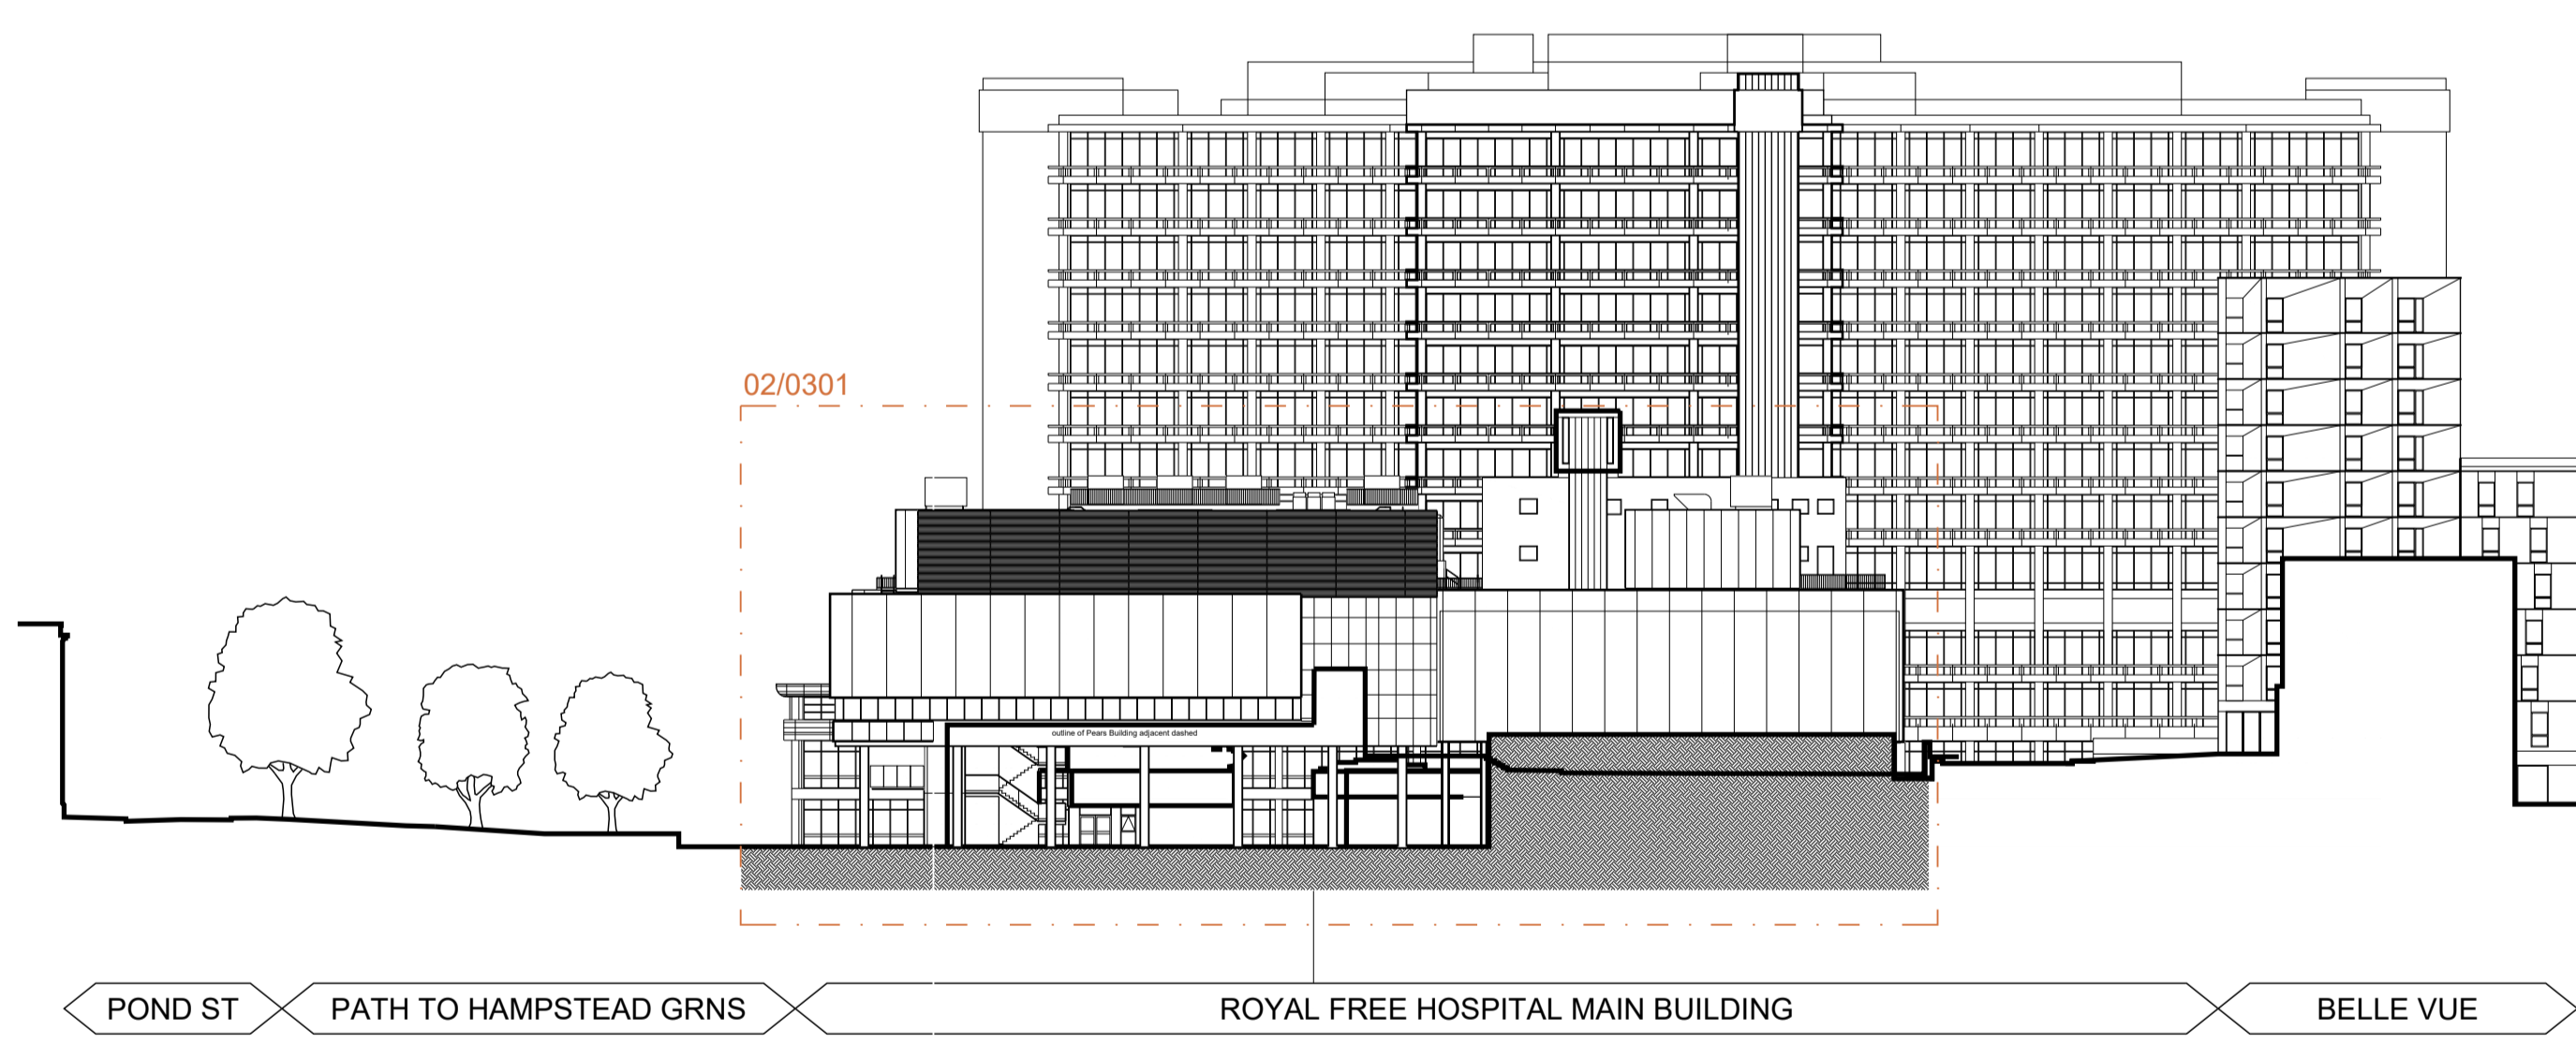 02/0301
outline of Pears Building adjacent dashed
POND ST
PATH TO HAMPSTEAD GRNS
ROYAL FREE HOSPITAL MAIN BUILDING
BELLE VUE